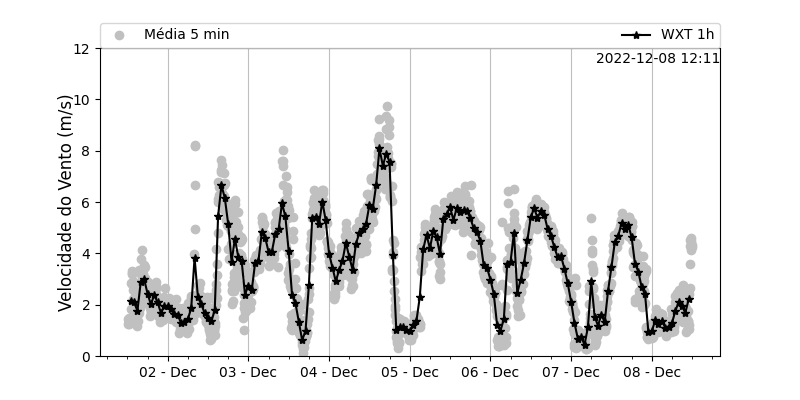 Média 5 min
WXT 1h
2022-12-08 12:11
Velocidade do Vento (m/s)
12
10
8
6
4
2
0
02 - Dec
03 - Dec
04 - Dec
05 - Dec
06 - Dec
07 - Dec
08 - Dec